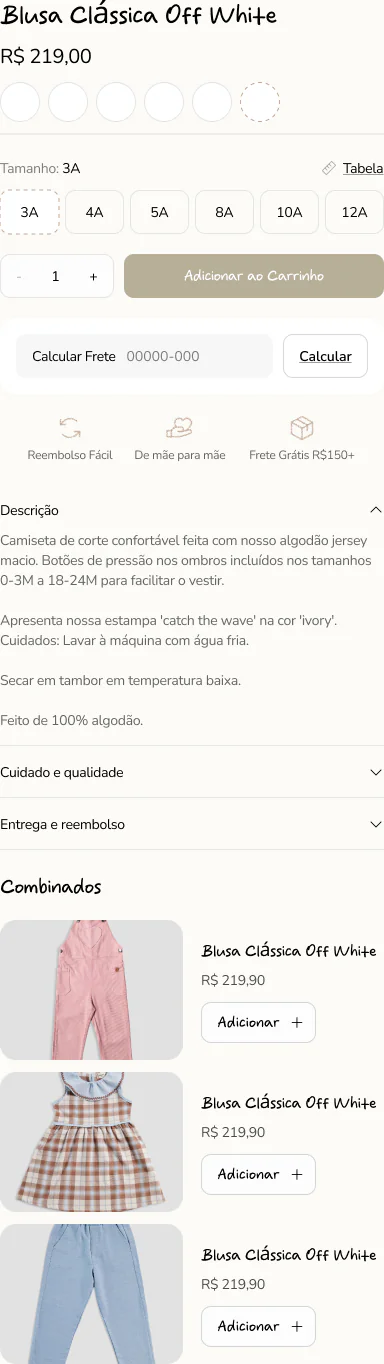 Blusa Clássica Off White
R$ 219,00
Tamanho: 3A Tabela
3A 4A 5A 8A 10A 12A
- 1 + Adicionar ao Carrinho
Calcular Frete 00000-000 Calcular
Reembolso Fácil De mãe para mãe Frete Grátis R$150+
Descrição
Camiseta de corte confortável feita com nosso algodão jersey
macio. Botões de pressão nos ombros incluídos nos tamanhos
0-3M a 18-24M para facilitar o vestir.
Apresenta nossa estampa 'catch the wave' na cor 'ivory'.
Cuidados: Lavar à máquina com água fria.
Secar em tambor em temperatura baixa.
Feito de 100% algodão.
Cuidado e qualidade
Entrega e reembolso
Combinados
Blusa Clássica Off White
R$ 219,90
Adicionar +
Blusa Clássica Off White
R$ 219,90
Adicionar +
Blusa Clássica Off White
R$ 219,90
Adicionar +